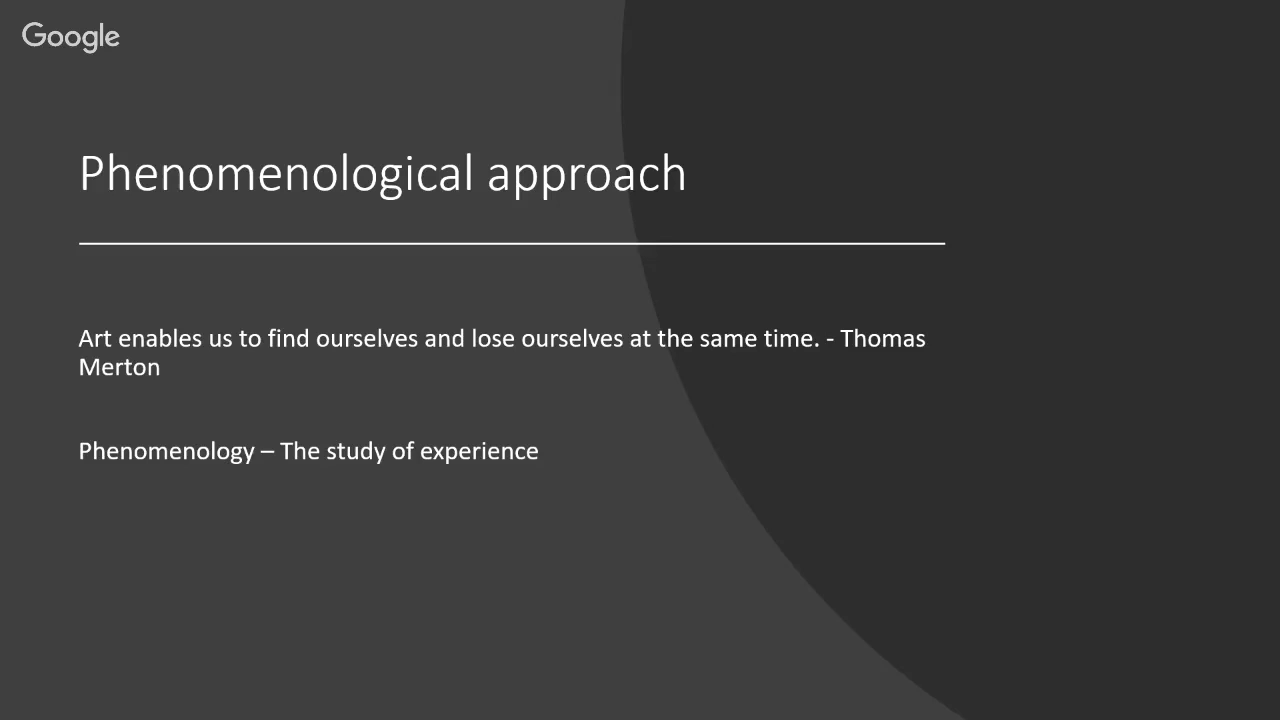 Google
Phenomenological approach
Art enables us to find ourselves and lose ourselves at the same time. - Thomas
Merton
Phenomenology – The study of experience